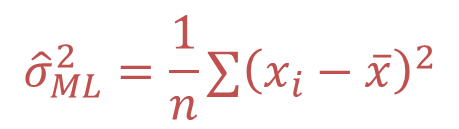 σ̂²_ML = 1/n ∑(xᵢ − x̄)²